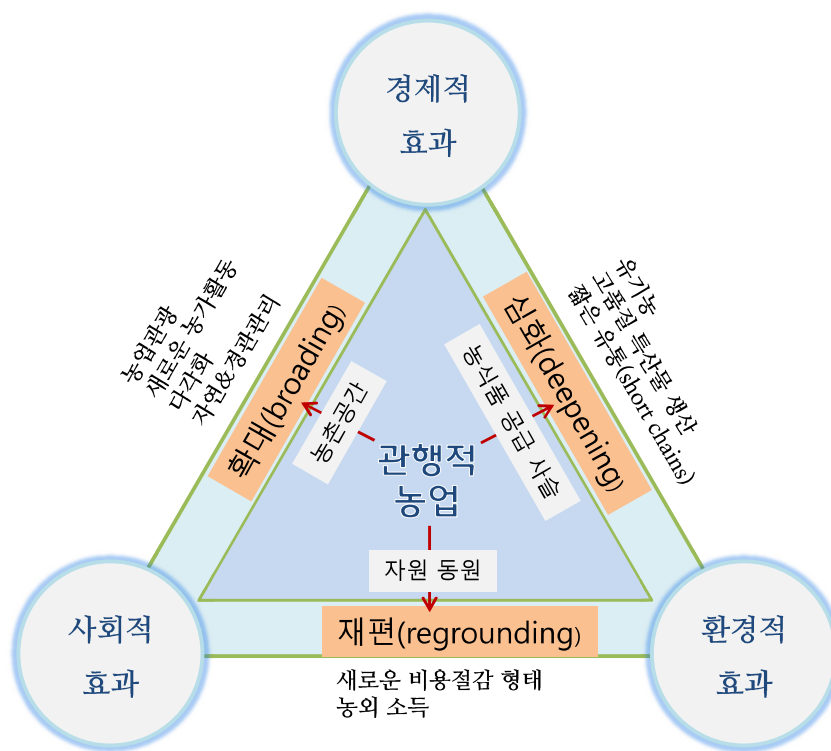 경제적
효과
농업관광
새로운 농가활동
다각화
자연&경관관리
확대(broading)
농촌공간
유기농
고품질 특산물 생산
짧은 유통(short chains)
심화(deepening)
농식품 공급 사슬
관행적
농업
자원 동원
재편(regrounding)
새로운 비용절감 형태
농외 소득
사회적
효과
환경적
효과